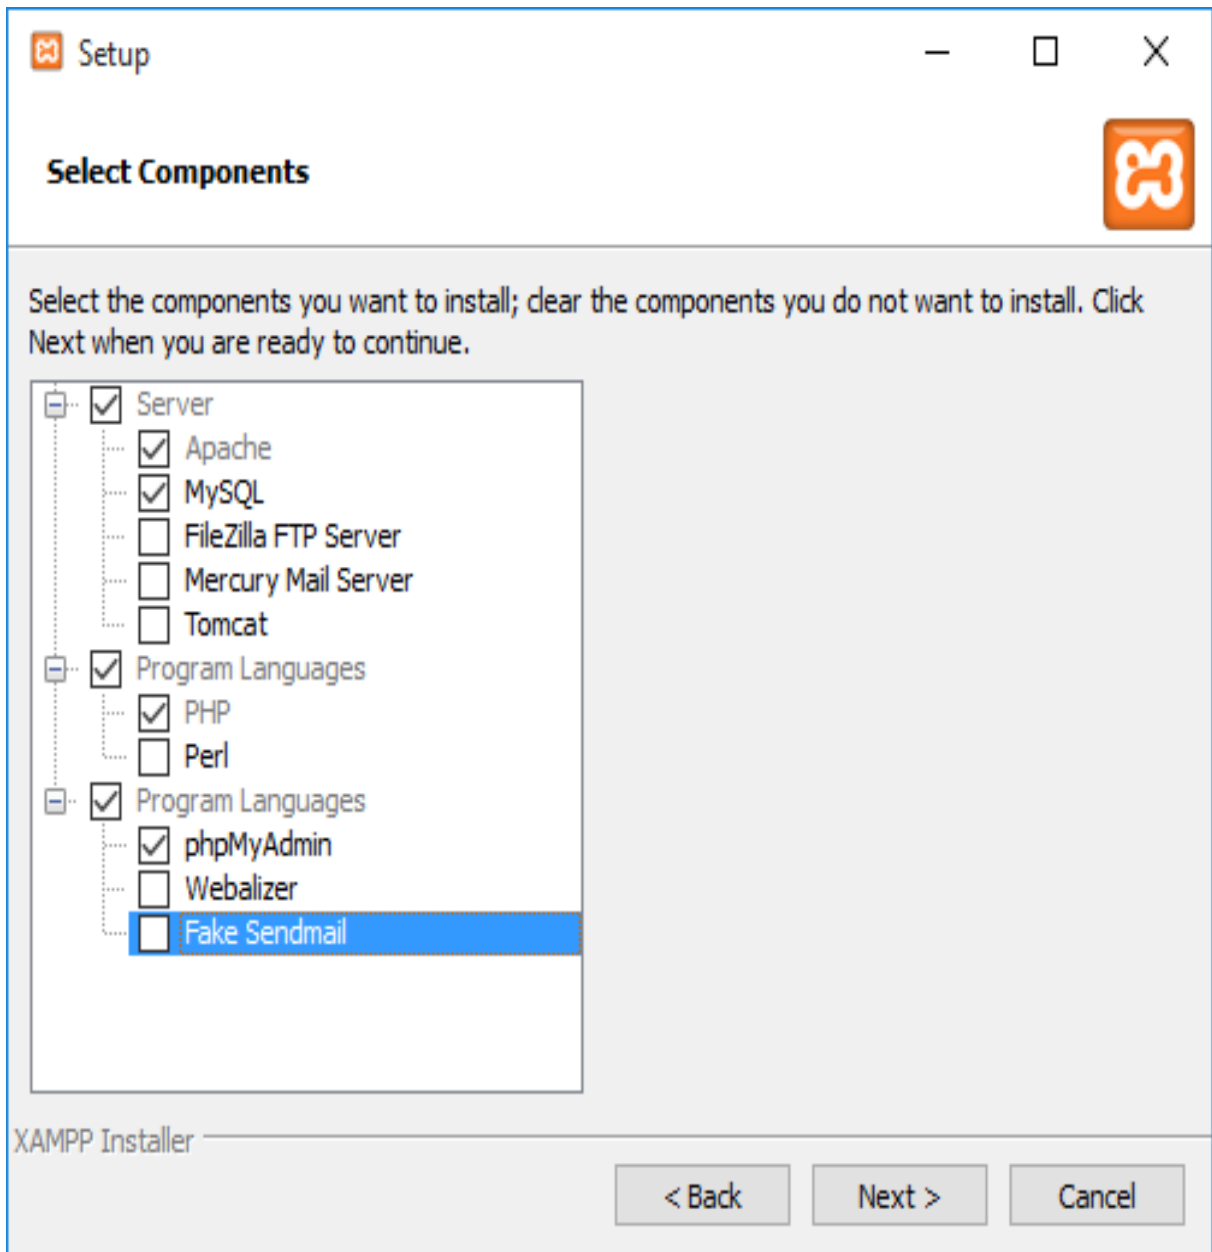 Setup
Select Components
Select the components you want to install; clear the components you do not want to install. Click
Next when you are ready to continue.
Server
Apache
MySQL
FileZilla FTP Server
Mercury Mail Server
Tomcat
Program Languages
PHP
Perl
Program Languages
phpMyAdmin
Webalizer
Fake Sendmail
XAMPP Installer
< Back
Next >
Cancel